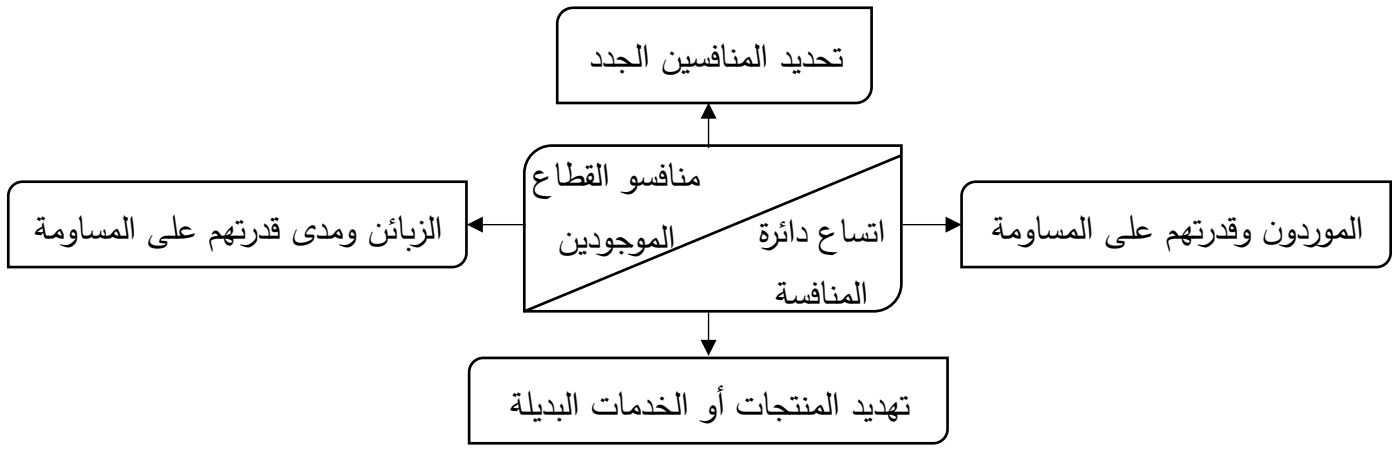 تحديد المنافسين الجدد
منافسو القطاع
الموجودين
اتساع دائرة
المنافسة
الموردون وقدرتهم على المساومة
الزبائن ومدى قدرتهم على المساومة
تهديد المنتجات أو الخدمات البديلة